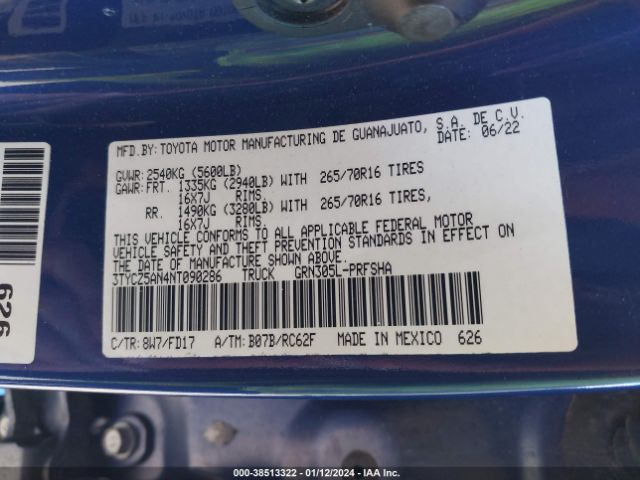 MFD.BY: TOYOTA MOTOR MANUFACTURING DE GUANAJUATO, S.A. DE C.V.
DATE: 06/22
GVWR: 2540KG (5600LB)
GAWR: FRT. 1335KG (2940LB) WITH 265/70R16 TIRES
16X7J RIMS.
RR. 1490KG (3280LB) WITH 265/70R16 TIRES,
16X7J RIMS.
THIS VEHICLE CONFORMS TO ALL APPLICABLE FEDERAL MOTOR
VEHICLE SAFETY AND THEFT PREVENTION STANDARDS IN EFFECT ON
THE DATE OF MANUFACTURE SHOWN ABOVE.
3TYCZ5AN4NT090286 TRUCK GRN305L-PRFSHA
C/TR: 8W7/FD17 A/TM: B07B/RC62F MADE IN MEXICO 626
629
000-38513322 | 01/12/2024 | IAA Inc.